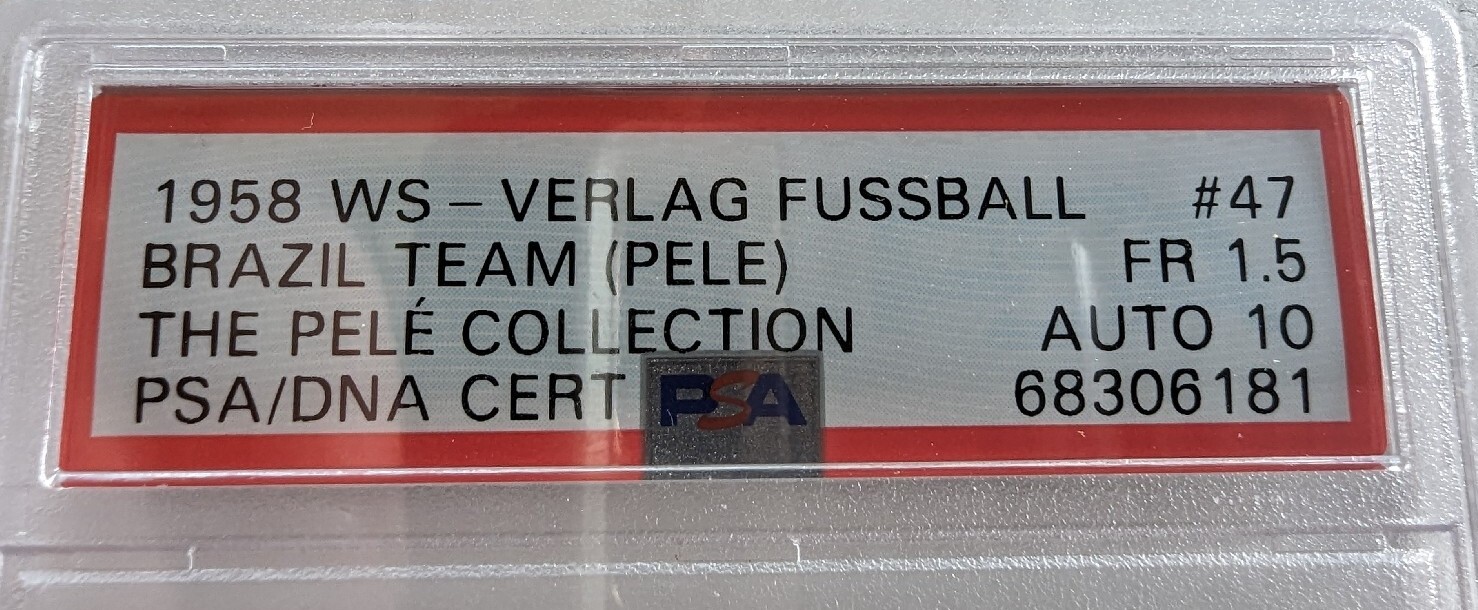 1958 WS – VERLAG FUSSBALL #47
BRAZIL TEAM (PELE) FR 1.5
THE PELÉ COLLECTION AUTO 10
PSA/DNA CERT PSA 68306181